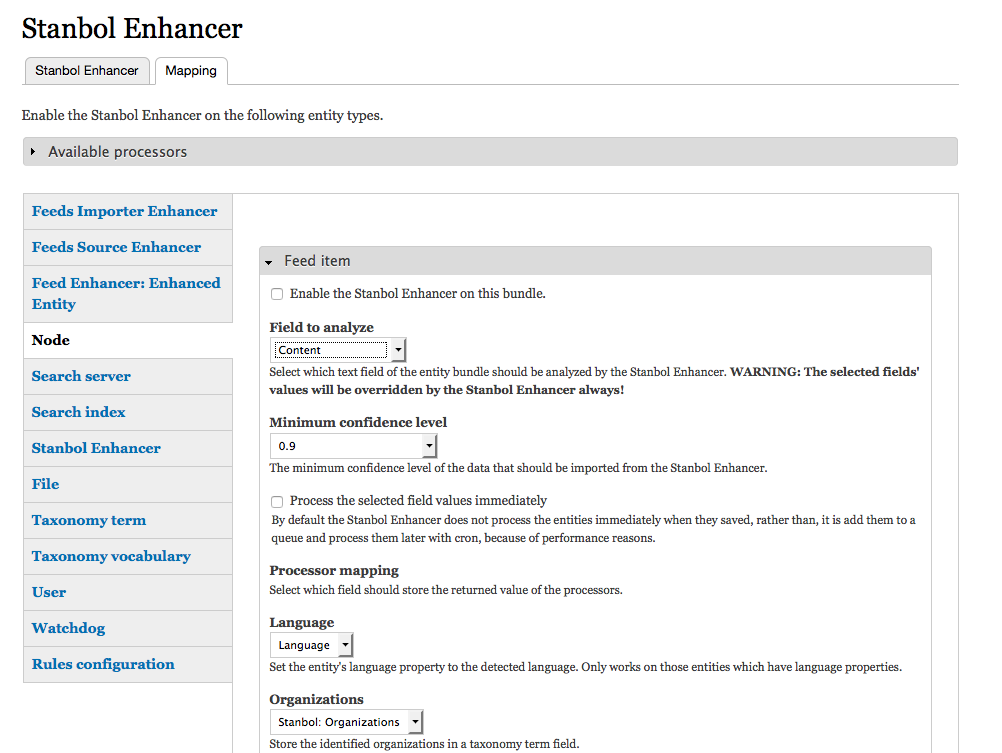 Stanbol Enhancer
Stanbol Enhancer
Mapping
Enable the Stanbol Enhancer on the following entity types.
Available processors
Feeds Importer Enhancer
Feeds Source Enhancer
Feed Enhancer: Enhanced
Entity
Node
Search server
Search index
Stanbol Enhancer
File
Taxonomy term
Taxonomy vocabulary
User
Watchdog
Rules configuration
Feed item
Enable the Stanbol Enhancer on this bundle.
Field to analyze
Content
Select which text field of the entity bundle should be analyzed by the Stanbol Enhancer. WARNING: The selected fields'
values will be overridden by the Stanbol Enhancer always!
Minimum confidence level
0.9
The minimum confidence level of the data that should be imported from the Stanbol Enhancer.
Process the selected field values immediately
By default the Stanbol Enhancer does not process the entities immediately when they saved, rather than, it is add them to a
queue and process them later with cron, because of performance reasons.
Processor mapping
Select which field should store the returned value of the processors.
Language
Language
Set the entity's language property to the detected language. Only works on those entities which have language properties.
Organizations
Stanbol: Organizations
Store the identified organizations in a taxonomy term field.